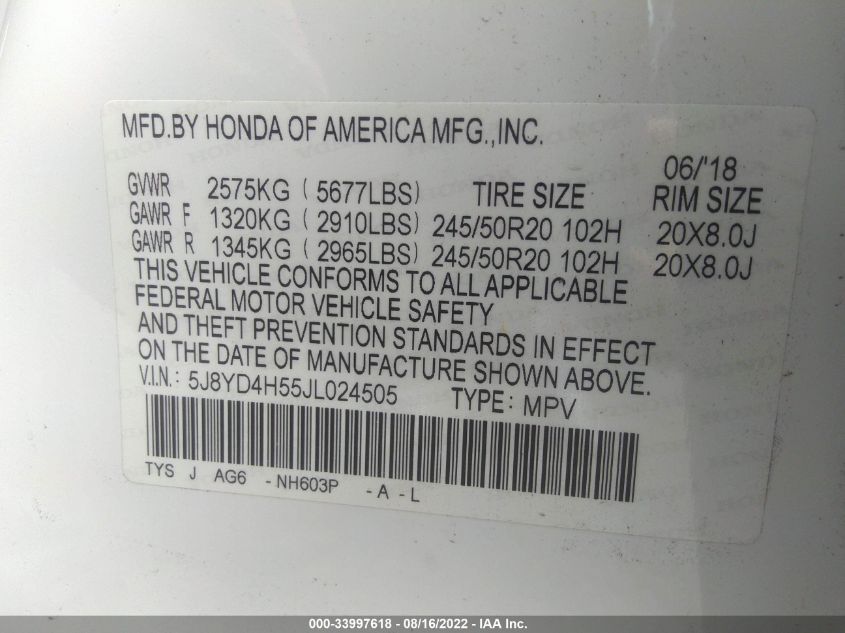 MFD.BY HONDA OF AMERICA MFG.,INC.
06/'18
GVWR 2575KG ( 5677LBS) TIRE SIZE RIM SIZE
GAWR F 1320KG ( 2910LBS) 245/50R20 102H 20X8.0J
GAWR R 1345KG ( 2965LBS) 245/50R20 102H 20X8.0J
THIS VEHICLE CONFORMS TO ALL APPLICABLE
FEDERAL MOTOR VEHICLE SAFETY
AND THEFT PREVENTION STANDARDS IN EFFECT
ON THE DATE OF MANUFACTURE SHOWN ABOVE.
V.I.N.: 5J8YD4H55JL024505 TYPE: MPV
TYS J AG6 -NH603P -A-L
000-33997618 - 08/16/2022 - IAA Inc.